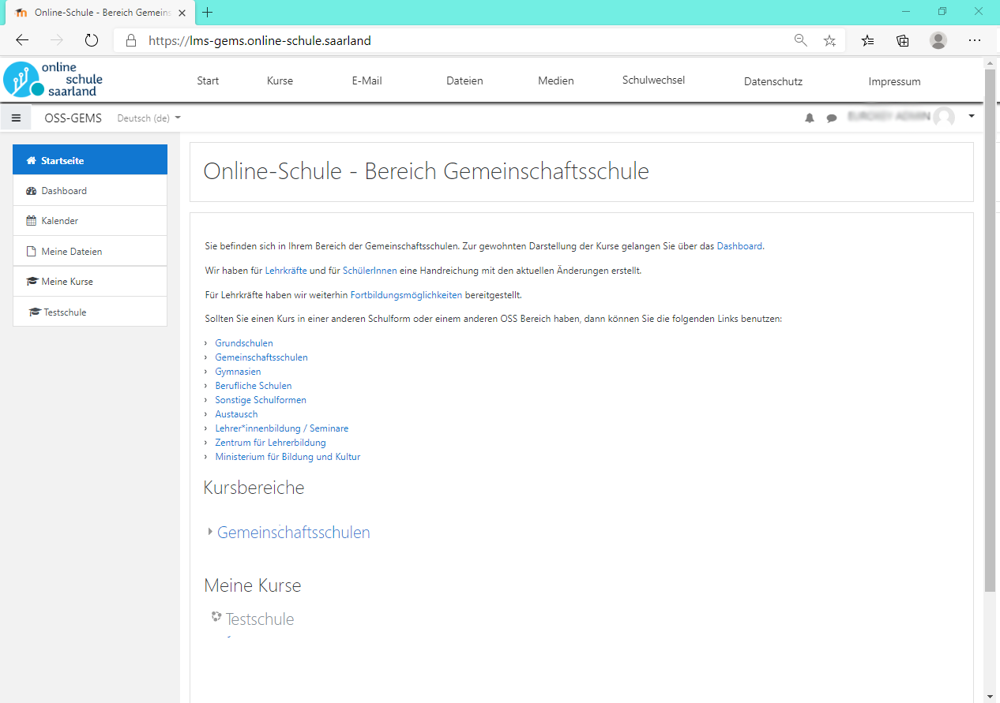 Online-Schule - Bereich Gemeins
https://lms-gems.online-schule.saarland
online
schule
saarland
Start Kurse E-Mail Dateien Medien Schulwechsel Datenschutz Impressum
OSS-GEMS Deutsch (de)
Startseite
Dashboard
Kalender
Meine Dateien
Meine Kurse
Testschule
Online-Schule - Bereich Gemeinschaftsschule
Sie befinden sich in Ihrem Bereich der Gemeinschaftsschulen. Zur gewohnten Darstellung der Kurse gelangen Sie über das Dashboard.
Wir haben für Lehrkräfte und für SchülerInnen eine Handreichung mit den aktuellen Änderungen erstellt.
Für Lehrkräfte haben wir weiterhin Fortbildungsmöglichkeiten bereitgestellt.
Sollten Sie einen Kurs in einer anderen Schulform oder einem anderen OSS Bereich haben, dann können Sie die folgenden Links benutzen:
› Grundschulen
› Gemeinschaftsschulen
› Gymnasien
› Berufliche Schulen
› Sonstige Schulformen
› Austausch
› Lehrer*innenbildung / Seminare
› Zentrum für Lehrerbildung
› Ministerium für Bildung und Kultur
Kursbereiche
Gemeinschaftsschulen
Meine Kurse
Testschule